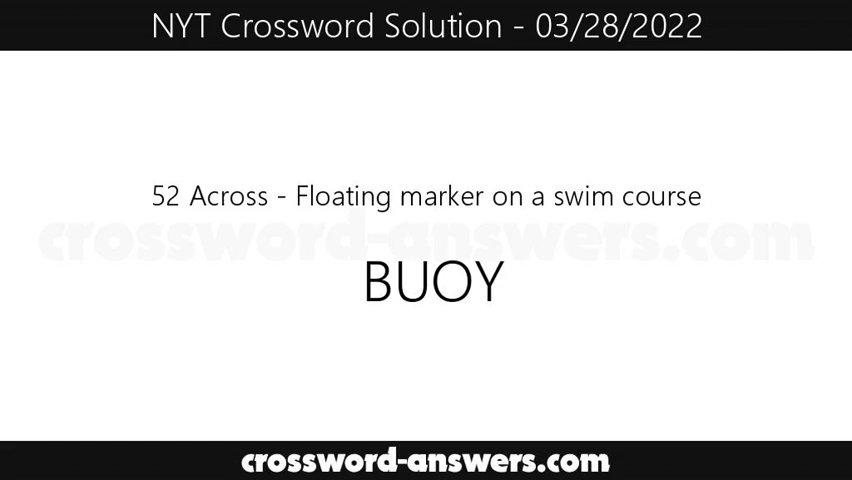 NYT Crossword Solution - 03/28/2022
52 Across - Floating marker on a swim course
crossword-answers.com
BUOY
crossword-answers.com